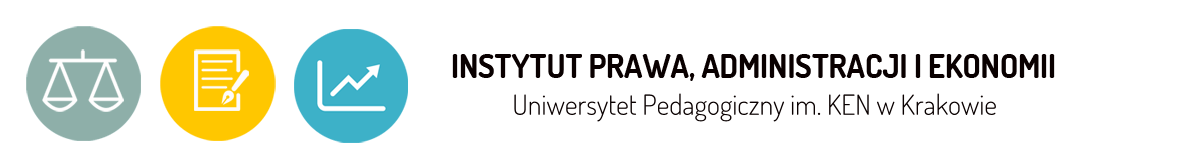 INSTYTUT PRAWA, ADMINISTRACJI I EKONOMII
Uniwersytet Pedagogiczny im. KEN w Krakowie